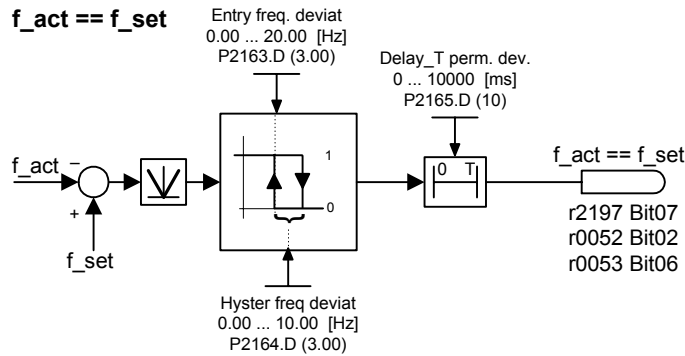 f_act == f_set
Entry freq. deviat
0.00 ... 20.00 [Hz]
P2163.D (3.00)
Delay_T perm. dev.
0 ... 10000 [ms]
P2165.D (10)
f_act
–
+
f_set
1
0
0 T
f_act == f_set
r2197 Bit07
r0052 Bit02
r0053 Bit06
Hyster freq deviat
0.00 ... 10.00 [Hz]
P2164.D (3.00)